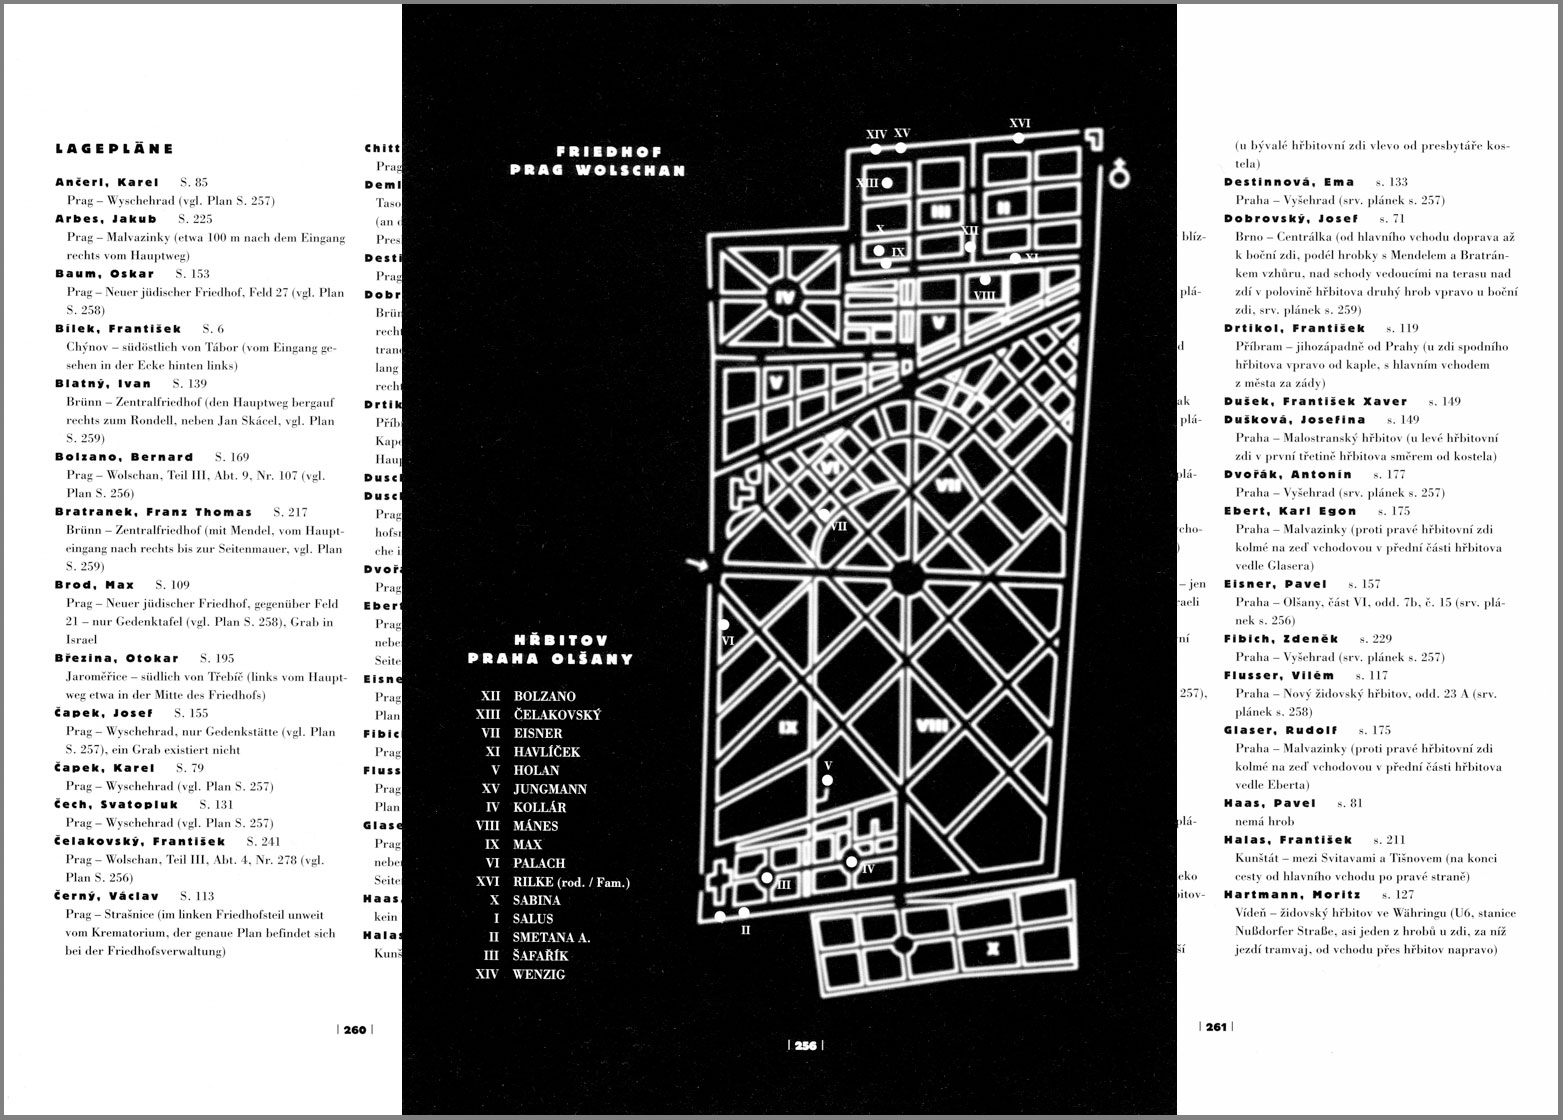 LAGEPLÄNE
Ančerl, Karel S. 85
Prag – Wyschehrad (vgl. Plan S. 257)
Arbes, Jakub S. 225
Prag – Malvazinky (etwa 100 m nach dem Eingang
rechts vom Hauptweg)
Baum, Oskar S. 153
Prag – Neuer jüdischer Friedhof, Feld 27 (vgl. Plan
S. 258)
Bílek, František S. 6
Chýnov – südöstlich von Tábor (vom Eingang ge-
sehen in der Ecke hinten links)
Blatný, Ivan S. 139
Brünn – Zentralfriedhof (den Hauptweg bergauf
rechts zum Rondell, neben Jan Skácel, vgl. Plan
S. 259)
Bolzano, Bernard S. 169
Prag – Wolschan, Teil III, Abt. 9, Nr. 107 (vgl.
Plan S. 256)
Bratranek, Franz Thomas S. 217
Brünn – Zentralfriedhof (mit Mendel, vom Haupt-
eingang nach rechts bis zur Seitenmauer, vgl. Plan
S. 259)
Brod, Max S. 109
Prag – Neuer jüdischer Friedhof, gegenüber Feld
21 – nur Gedenktafel (vgl. Plan S. 258), Grab in
Israel
Březina, Otokar S. 195
Jaroměřice – südlich von Třebíč (links vom Haupt-
weg etwa in der Mitte des Friedhofs)
Čapek, Josef S. 155
Prag – Wyschehrad, nur Gedenkstätte (vgl. Plan
S. 257), ein Grab existiert nicht
Čapek, Karel S. 79
Prag – Wyschehrad (vgl. Plan S. 257)
Čech, Svatopluk S. 131
Prag – Wyschehrad (vgl. Plan S. 257)
Čelakovský, František S. 241
Prag – Wolschan, Teil III, Abt. 4, Nr. 278 (vgl.
Plan S. 256)
Černý, Václav S. 113
Prag – Strašnice (im linken Friedhofsteil unweit
vom Krematorium, der genaue Plan befindet sich
bei der Friedhofsverwaltung)
| 260 |
Chitt
Prag
Deml
Taso
(an d
Pres
Desti
Prag
Dobr
Brün
recht
tran
lang
recht
Drtik
Příb
Kape
Haup
Dusc
Dusc
Prag
hofsn
che i
Dvoř
Prag
Ebert
Prag
nebe
Seite
Eisne
Prag
Plan
Fibic
Prag
Fluss
Prag
Plan
Glase
Prag
nebe
Seite
Haas,
kein
Halas
Kunš
FRIEDHOF
PRAG WOLSCHAN
XIV XV
XVI
XIII
III
II
X
XII
IX
XI
IV
VIII
V
V
VI
VII
VII
VI
IX
VIII
V
IV
III
II
X
HŘBITOV
PRAHA OLŠANY
XII BOLZANO
XIII ČELAKOVSKÝ
VII EISNER
XI HAVLÍČEK
V HOLAN
XV JUNGMANN
IV KOLLÁR
VIII MÁNES
IX MAX
VI PALACH
XVI RILKE (rod. / Fam.)
X SABINA
I SALUS
II SMETANA A.
III ŠAFAŘÍK
XIV WENZIG
| 256 |
blíz-
plá-
d
ak
plá-
plá-
cho-
)
– jen
raeli
ní
257),
plá-
eko
bitov-
ší
(u bývalé hřbitovní zdi vlevo od presbytáře kos-
tela)
Destinnová, Ema s. 133
Praha – Vyšehrad (srv. plánek s. 257)
Dobrovský, Josef s. 71
Brno – Centrálka (od hlavního vchodu doprava až
k boční zdi, podél hrobky s Mendelem a Bratrán-
kem vzhůru, nad schody vedoucími na terasu nad
zdí v polovině hřbitova druhý hrob vpravo u boční
zdi, srv. plánek s. 259)
Drtikol, František s. 119
Příbram – jihozápadně od Prahy (u zdi spodního
hřbitova vpravo od kaple, s hlavním vchodem
z města za zády)
Dušek, František Xaver s. 149
Dušková, Josefina s. 149
Praha – Malostranský hřbitov (u levé hřbitovní
zdi v první třetině hřbitova směrem od kostela)
Dvořák, Antonín s. 177
Praha – Vyšehrad (srv. plánek s. 257)
Ebert, Karl Egon s. 175
Praha – Malvazinky (proti pravé hřbitovní zdi
kolmé na zeď vchodovou v přední části hřbitova
vedle Glasera)
Eisner, Pavel s. 157
Praha – Olšany, část VI, odd. 7b, č. 15 (srv. plá-
nek s. 256)
Fibich, Zdeněk s. 229
Praha – Vyšehrad (srv. plánek s. 257)
Flusser, Vilém s. 117
Praha – Nový židovský hřbitov, odd. 23 A (srv.
plánek s. 258)
Glaser, Rudolf s. 175
Praha – Malvazinky (proti pravé hřbitovní zdi
kolmé na zeď vchodovou v přední části hřbitova
vedle Eberta)
Haas, Pavel s. 81
nemá hrob
Halas, František s. 211
Kunštát – mezi Svitavami a Tišnovem (na konci
cesty od hlavního vchodu po pravé straně)
Hartmann, Moritz s. 127
Vídeň – židovský hřbitov ve Währingu (U6, stanice
Nußdorfer Straße, asi jeden z hrobů u zdi, za níž
jezdí tramvaj, od vchodu přes hřbitov napravo)
| 261 |